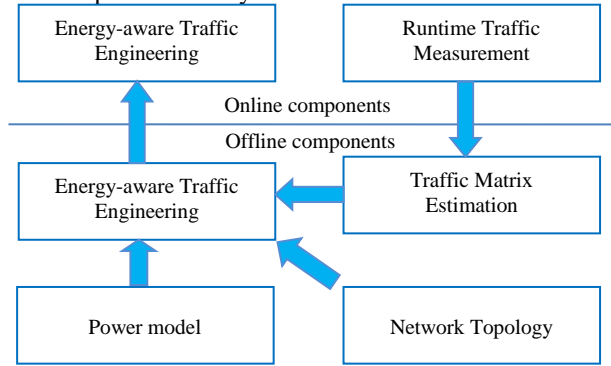 Energy-aware Traffic
Engineering
Runtime Traffic
Measurement
Online components
Offline components
Energy-aware Traffic
Engineering
Traffic Matrix
Estimation
Power model
Network Topology